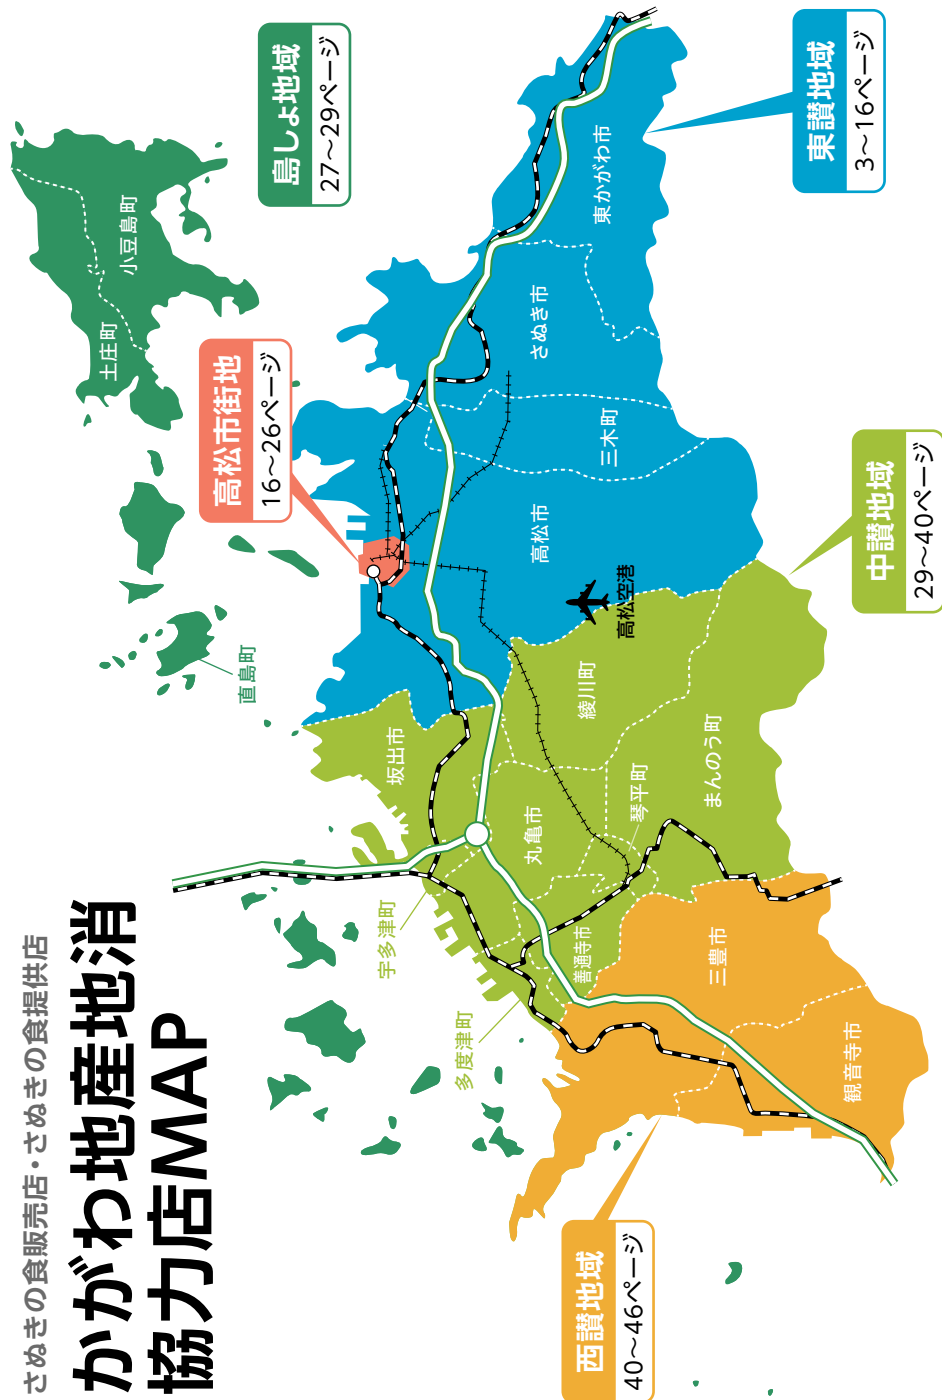 さぬきの食販売店・さぬきの食提供店
かがわ地産地消
協力店MAP
島しょ地域
27〜29ページ
東讃地域
3〜16ページ
高松市街地
16〜26ページ
中讃地域
29〜40ページ
西讃地域
40〜46ページ
小豆島町
土庄町
直島町
東かがわ市
さぬき市
三木町
高松市
高松空港
綾川町
坂出市
まんのう町
琴平町
丸亀市
宇多津町
善通寺市
多度津町
三豊市
観音寺市